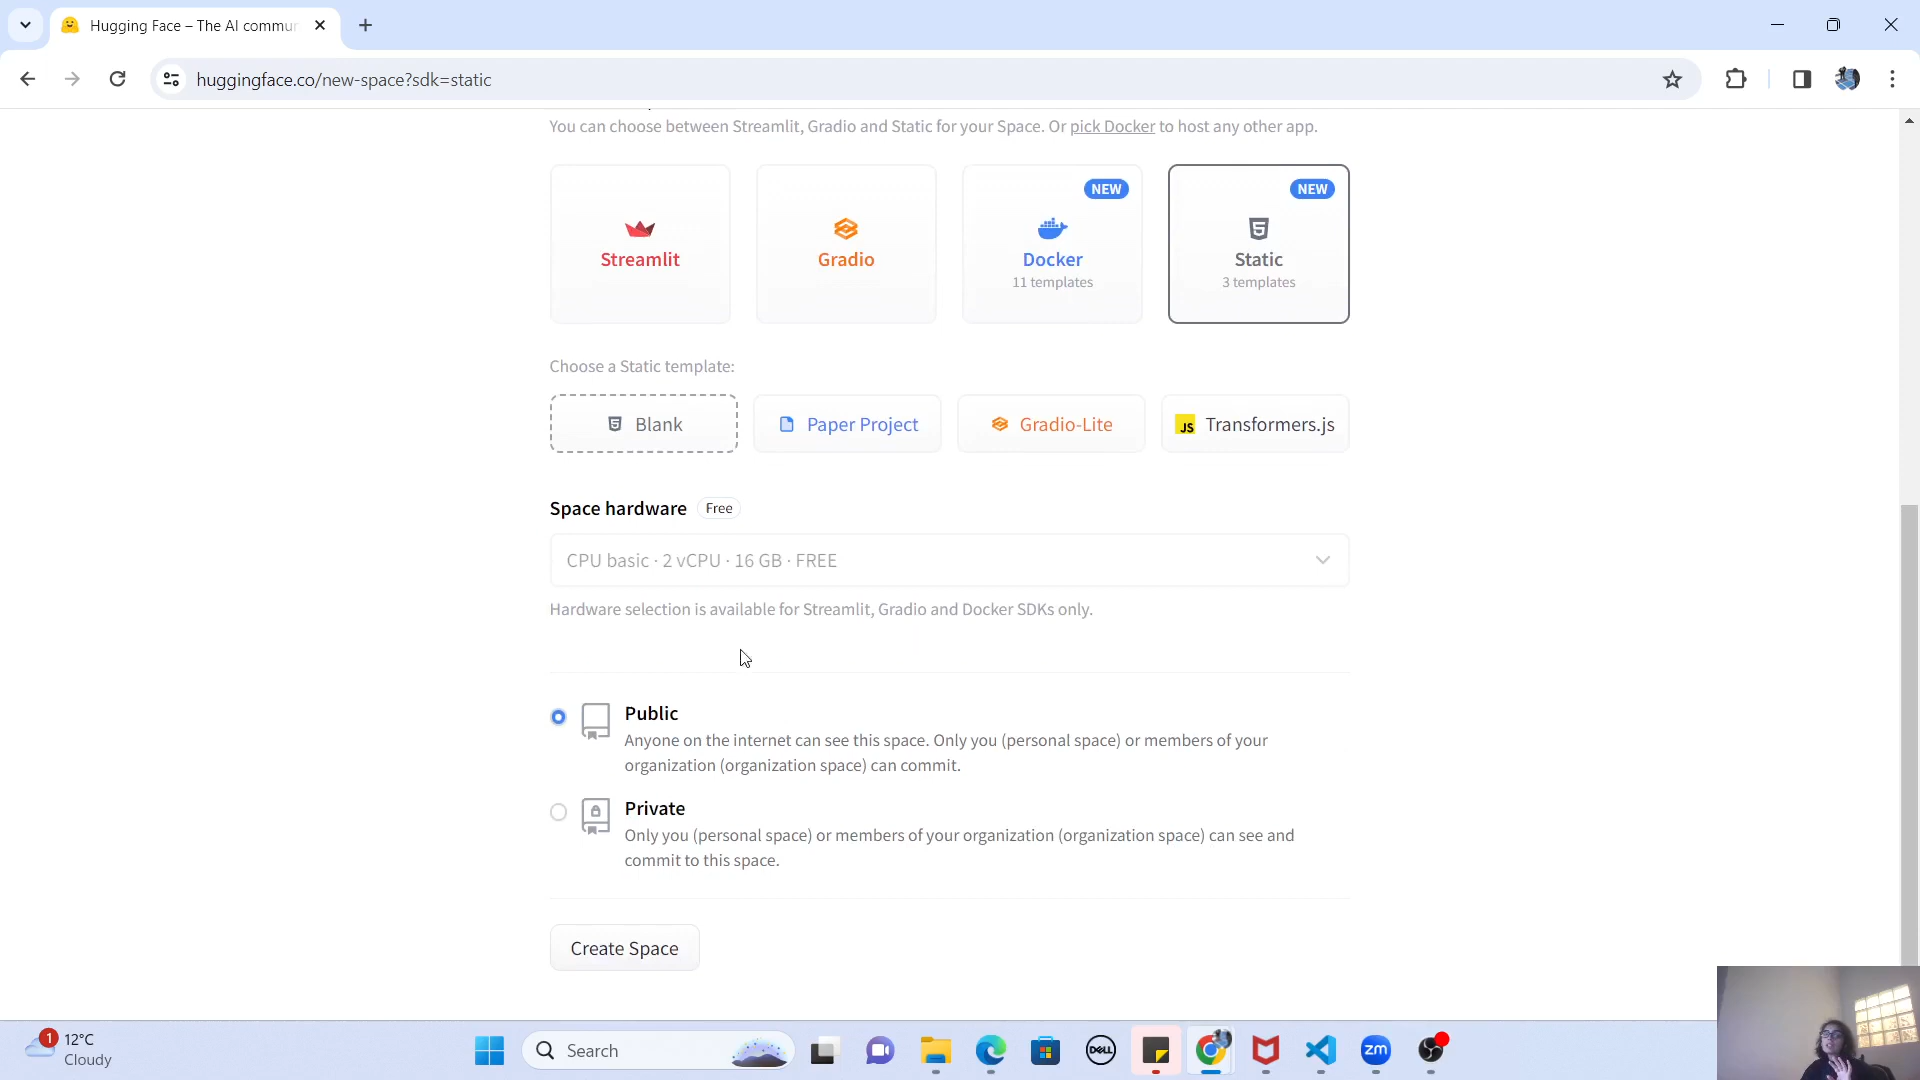 Hugging Face – The AI commu
huggingface.co/new-space?sdk=static
You can choose between Streamlit, Gradio and Static for your Space. Or pick Docker to host any other app.
NEW
NEW
Streamlit
Gradio
Docker
Static
11 templates
3 templates
Choose a Static template:
Blank
Paper Project
Gradio-Lite
JS
Transformers.js
Space hardware Free
CPU basic · 2 vCPU · 16 GB · FREE
Hardware selection is available for Streamlit, Gradio and Docker SDKs only.
Public
Anyone on the internet can see this space. Only you (personal space) or members of your
organization (organization space) can commit.
Private
Only you (personal space) or members of your organization (organization space) can see and
commit to this space.
Create Space
1
12°C
Cloudy
Search
DELL
zm